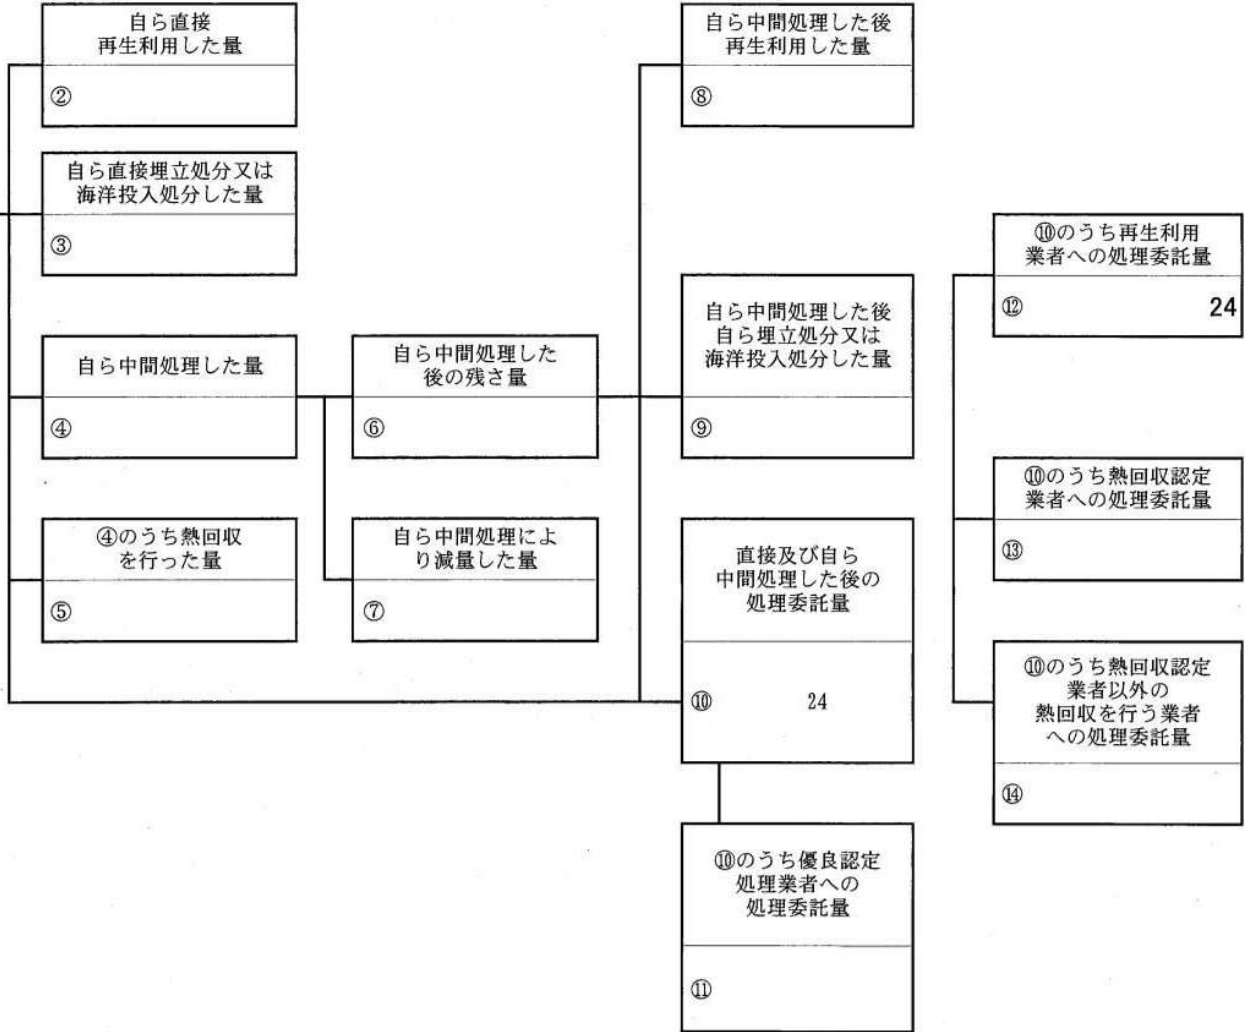 自ら直接
再生利用した量
②
自ら直接埋立処分又は
海洋投入処分した量
③
自ら中間処理した量
④
④のうち熱回収
を行った量
⑤
自ら中間処理した
後の残さ量
⑥
自ら中間処理によ
り減量した量
⑦
自ら中間処理した後
再生利用した量
⑧
自ら中間処理した後
自ら埋立処分又は
海洋投入処分した量
⑨
直接及び自ら
中間処理した後の
処理委託量
⑩ 24
⑩のうち優良認定
処理業者への
処理委託量
⑪
⑩のうち再生利用
業者への処理委託量
⑫ 24
⑩のうち熱回収認定
業者への処理委託量
⑬
⑩のうち熱回収認定
業者以外の
熱回収を行う業者
への処理委託量
⑭